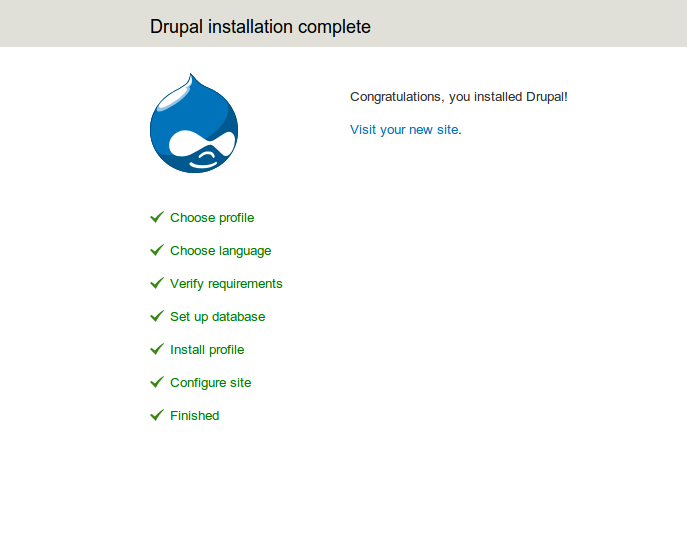 Drupal installation complete
Congratulations, you installed Drupal!
Visit your new site.
Choose profile
Choose language
Verify requirements
Set up database
Install profile
Configure site
Finished